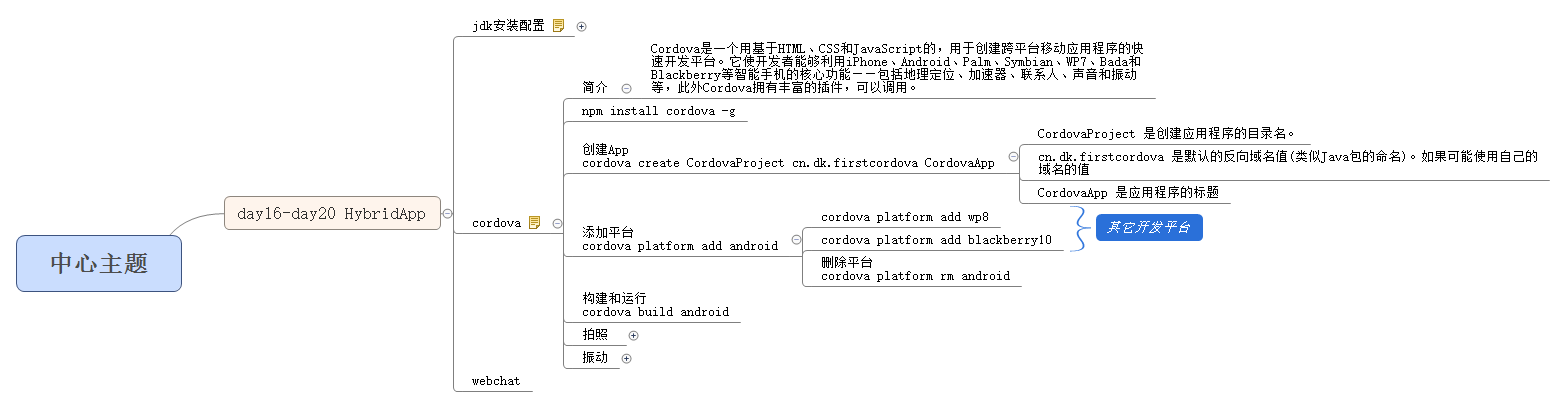 中心主题
day16-day20 HybridApp
jdk安装配置
cordova
简介
Cordova是一个用基于HTML、CSS和JavaScript的，用于创建跨平台移动应用程序的快
速开发平台。它使开发者能够利用iPhone、Android、Palm、Symbian、WP7、Bada和
Blackberry等智能手机的核心功能——包括地理定位、加速器、联系人、声音和振动
等，此外Cordova拥有丰富的插件，可以调用。
npm install cordova -g
创建App
cordova create CordovaProject cn.dk.firstcordova CordovaApp
CordovaProject 是创建应用程序的目录名。
cn.dk.firstcordova 是默认的反向域名值(类似Java包的命名)。如果可能使用自己的
域名的值
CordovaApp 是应用程序的标题
添加平台
cordova platform add android
cordova platform add wp8
cordova platform add blackberry10
其它开发平台
删除平台
cordova platform rm android
构建和运行
cordova build android
拍照
振动
webchat